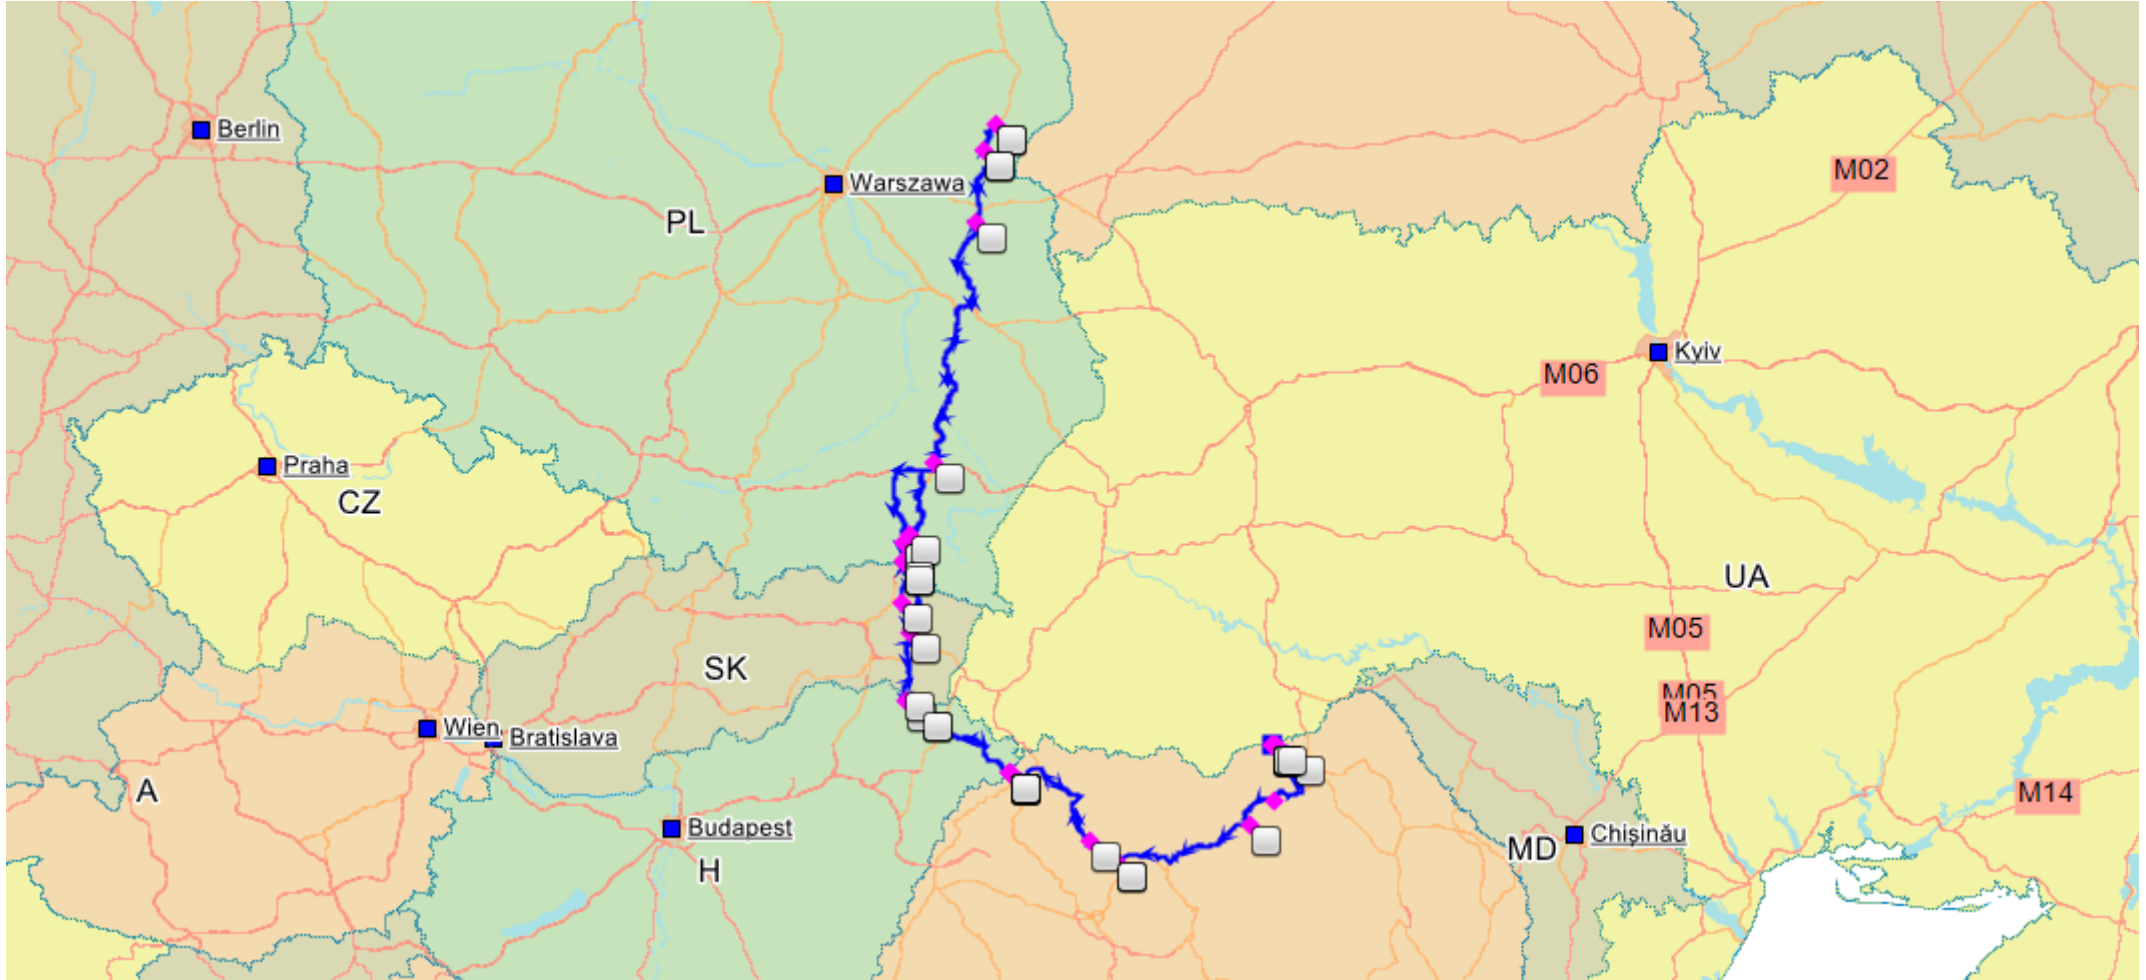 Berlin
M02
Warszawa
PL
Kyiv
M06
Praha
CZ
UA
M05
SK
M05
M13
Wien
Bratislava
A
M14
Budapest
Chișinău
MD
H